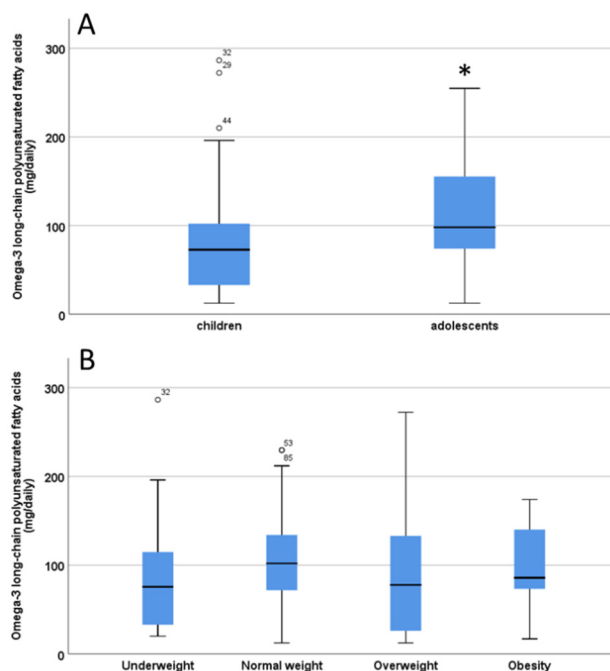 A
Omega-3 long-chain polyunsaturated fatty acids
(mg/daily)
300
200
100
0
32
29
44
*
children
adolescents
B
Omega-3 long-chain polyunsaturated fatty acids
(mg/daily)
300
200
100
0
32
53
85
Underweight
Normal weight
Overweight
Obesity